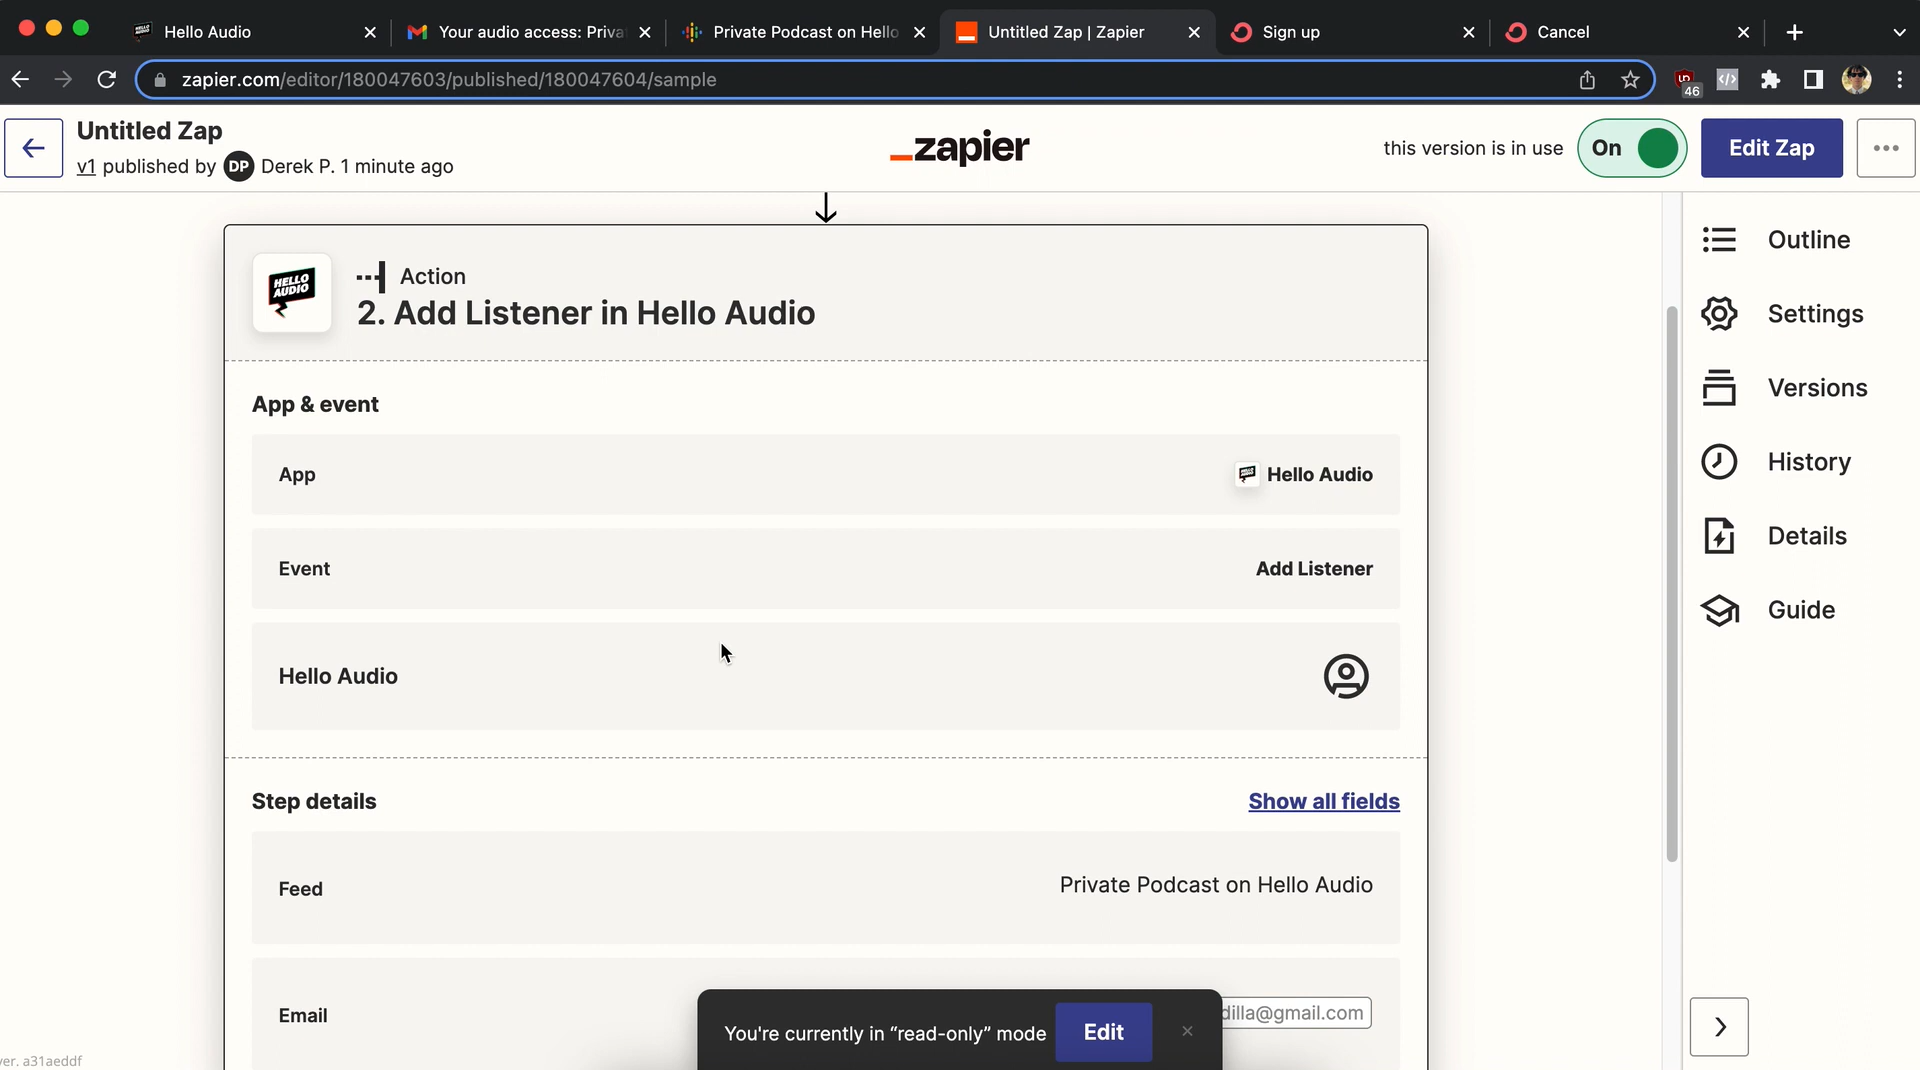 Hello Audio
Your audio access: Priva
Private Podcast on Hello
Untitled Zap | Zapier
Sign up
Cancel
zapier.com/editor/180047603/published/180047604/sample
46
Untitled Zap
v1 published by DP Derek P. 1 minute ago
_zapier
this version is in use
On
Edit Zap
HELLO AUDIO
Action
2. Add Listener in Hello Audio
App & event
App
Hello Audio
Event
Add Listener
Hello Audio
Step details
Show all fields
Feed
Private Podcast on Hello Audio
Email
dilla@gmail.com
You're currently in “read-only” mode
Edit
Outline
Settings
Versions
History
Details
Guide
ver. a31aeddf